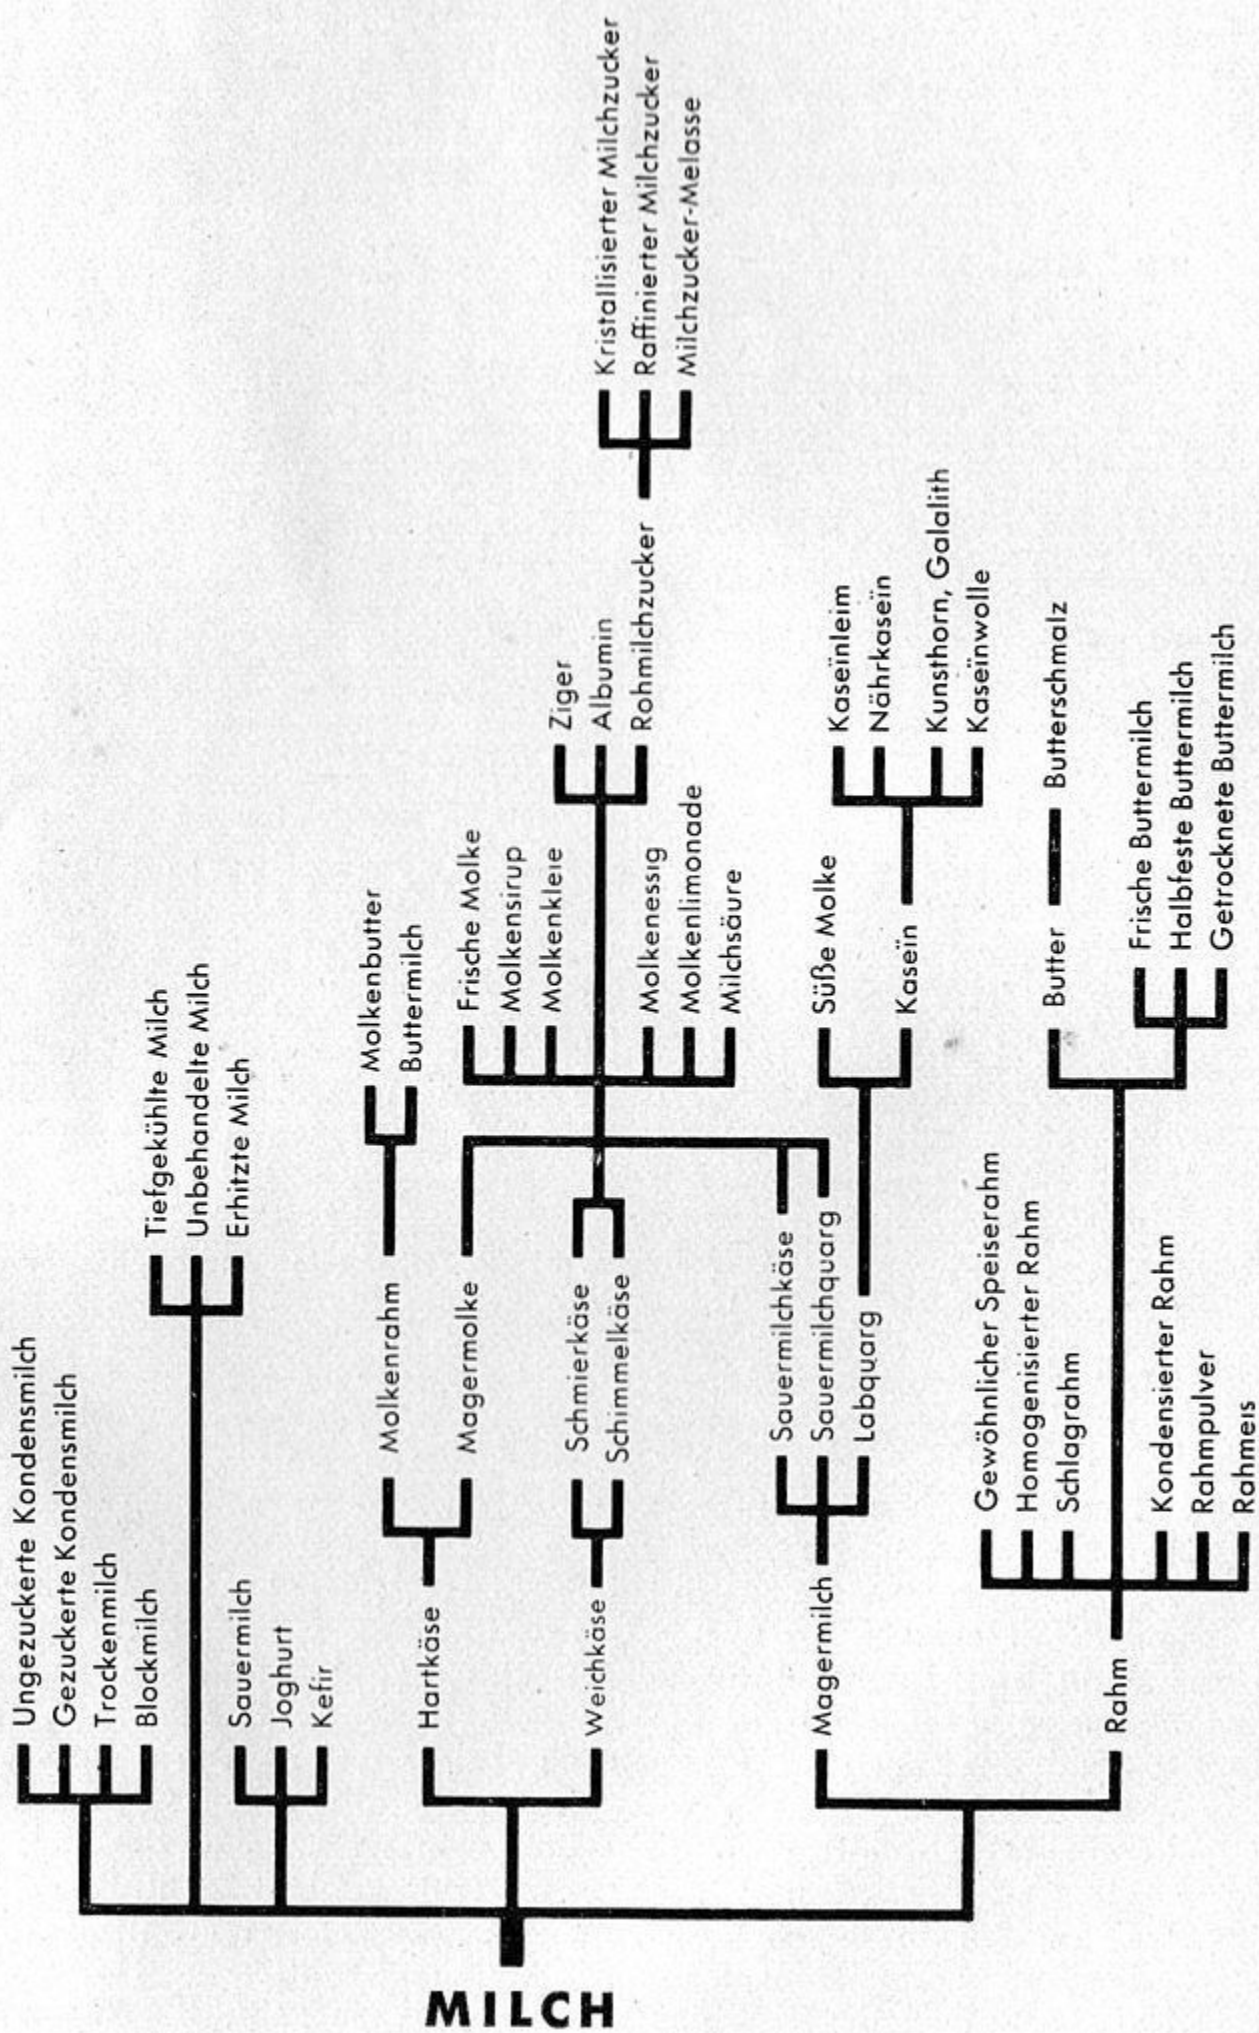 MILCH
Ungezuckerte Kondensmilch
Gezuckerte Kondensmilch
Trockenmilch
Blockmilch
Tiefgekühlte Milch
Unbehandelte Milch
Erhitzte Milch
Sauermilch
Joghurt
Kefir
Hartkäse
Molkenrahm
Molkenbutter
Buttermilch
Magermolke
Weichkäse
Schmierkäse
Schimmelkäse
Frische Molke
Molkensirup
Molkenkleie
Molkenessig
Molkenlimonade
Milchsäure
Ziger
Albumin
Rohmilchzucker
Kristallisierter Milchzucker
Raffinierter Milchzucker
Milchzucker-Melasse
Magermilch
Sauermilchkäse
Sauermilchquarg
Labquarg
Süße Molke
Kaseïn
Kaseïnleim
Nährkaseïn
Kunsthorn, Galalith
Kaseïnwolle
Rahm
Gewöhnlicher Speiserahm
Homogenisierter Rahm
Schlagrahm
Kondensierter Rahm
Rahmpulver
Rahmeis
Butter
Butterschmalz
Frische Buttermilch
Halbfeste Buttermilch
Getrocknete Buttermilch